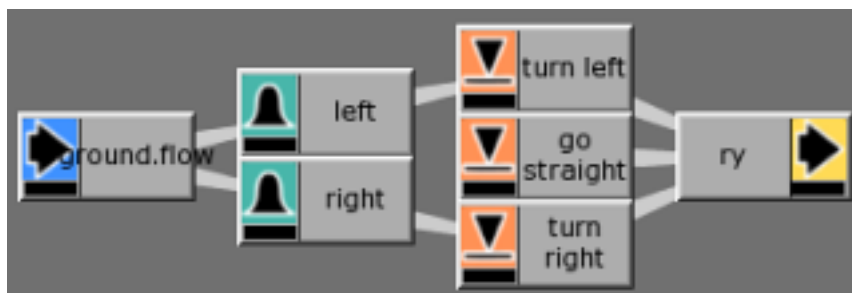 ground.flow
left
right
turn left
go
straight
turn
right
ry